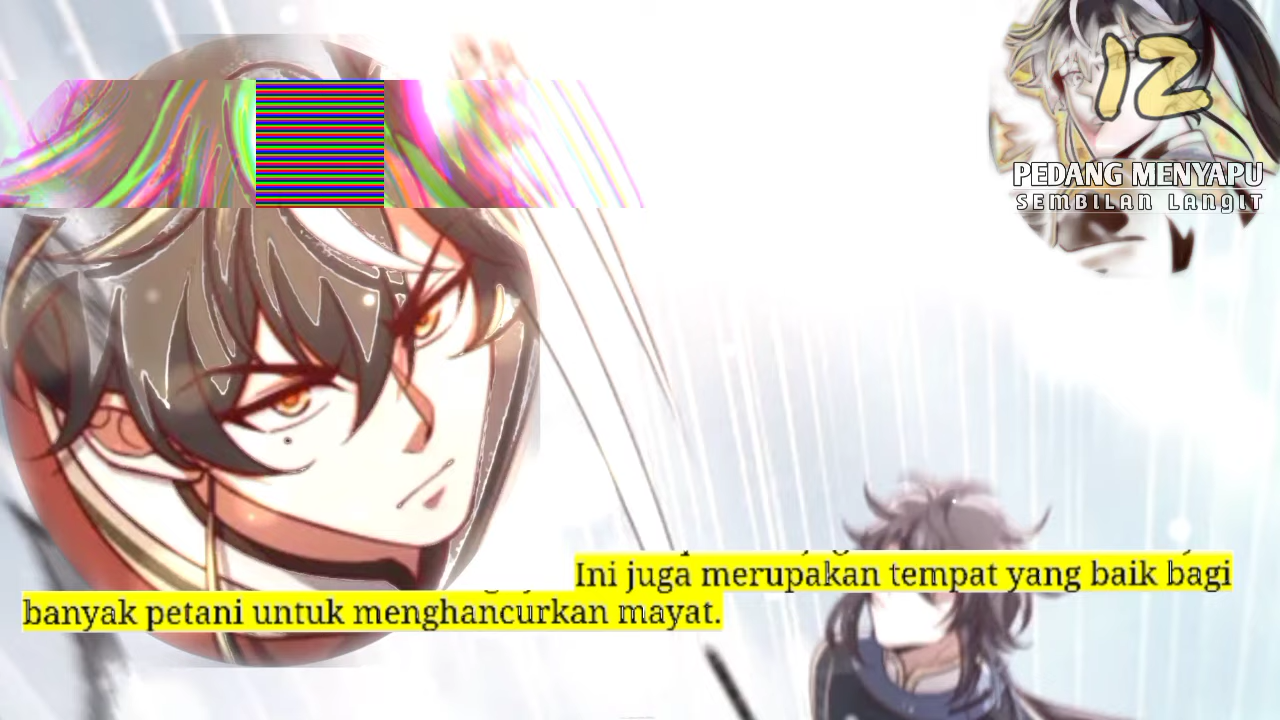 12
PEDANG MENYAPU
SEMBILAN LANGIT
Ini juga merupakan tempat yang baik bagi
banyak petani untuk menghancurkan mayat.